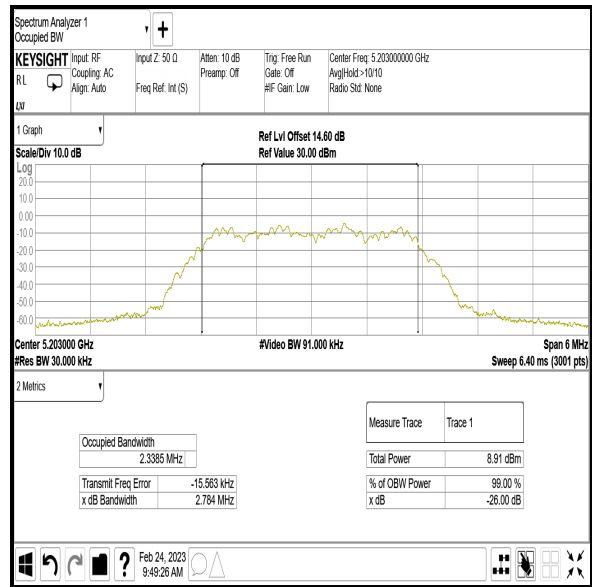 Spectrum Analyzer 1
Occupied BW
KEYSIGHT Input: RF Input Z: 50 Ω Atten: 10 dB Trig: Free Run Center Freq: 5.203000000 GHz
RL Coupling: AC Preamp: Off Gate: Off Avg|Hold:>10/10
Align: Auto Freq Ref: Int (S) #IF Gain: Low Radio Std: None
LXI
1 Graph
Ref Lvl Offset 14.60 dB
Scale/Div 10.0 dB Ref Value 30.00 dBm
Log
20.0
10.0
0.00
-10.0
-20.0
-30.0
-40.0
-50.0
-60.0
Center 5.203000 GHz #Video BW 91.000 kHz Span 6 MHz
#Res BW 30.000 kHz Sweep 6.40 ms (3001 pts)
2 Metrics
Measure Trace Trace 1
Occupied Bandwidth
2.3385 MHz Total Power 8.91 dBm
Transmit Freq Error -15.563 kHz % of OBW Power 99.00 %
x dB Bandwidth 2.784 MHz x dB -26.00 dB
? Feb 24, 2023
9:49:26 AM